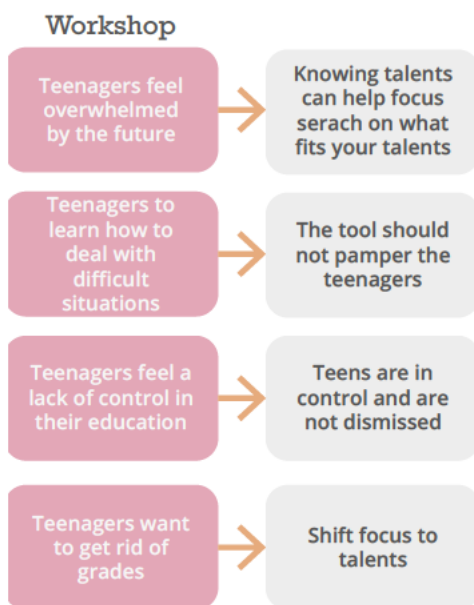 Workshop
Teenagers feel
overwhelmed
by the future
Knowing talents
can help focus
serach on what
fits your talents
Teenagers to
learn how to
deal with
difficult
situations
The tool should
not pamper the
teenagers
Teenagers feel a
lack of control in
their education
Teens are in
control and are
not dismissed
Teenagers want
to get rid of
grades
Shift focus to
talents